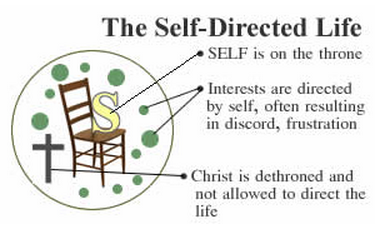 The Self-Directed Life
SELF is on the throne
S
Interests are directed
by self, often resulting
in discord, frustration
Christ is dethroned and
not allowed to direct the
life